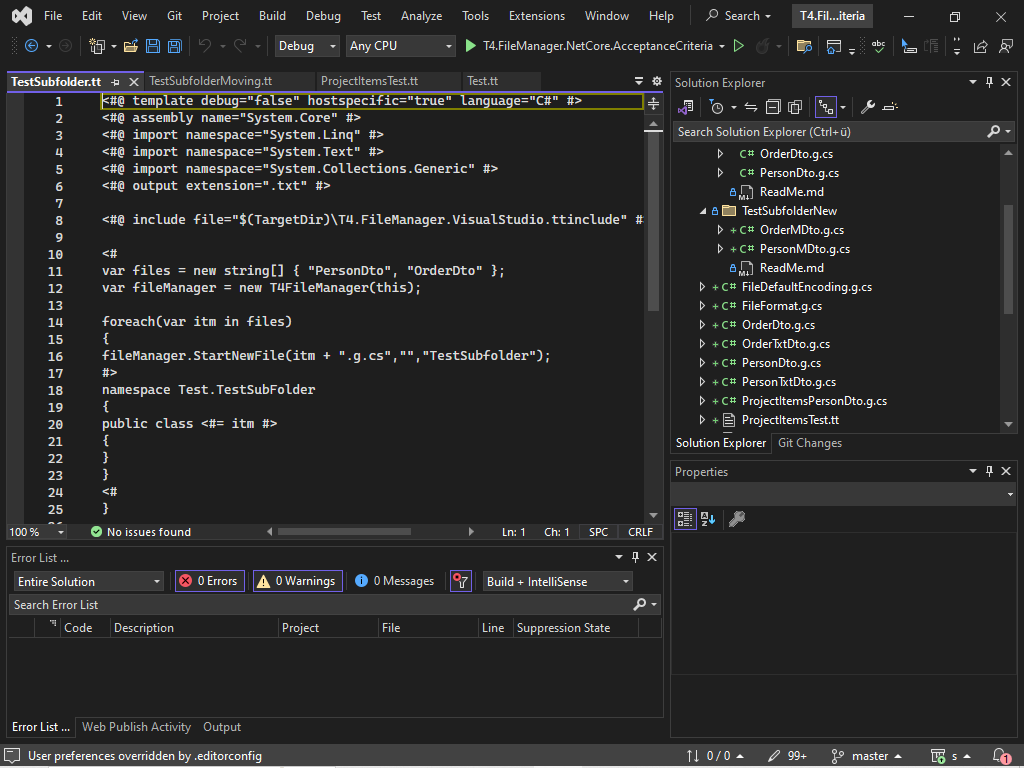 File Edit View Git Project Build Debug Test Analyze Tools Extensions Window Help Search T4.Fil...iteria
Debug Any CPU T4.FileManager.NetCore.AcceptanceCriteria
TestSubfolder.tt TestSubfolderMoving.tt ProjectItemsTest.tt Test.tt
1 <#@ template debug="false" hostspecific="true" language="C#" #>
2 <#@ assembly name="System.Core" #>
3 <#@ import namespace="System.Linq" #>
4 <#@ import namespace="System.Text" #>
5 <#@ import namespace="System.Collections.Generic" #>
6 <#@ output extension=".txt" #>
7
8 <#@ include file="$(TargetDir)\T4.FileManager.VisualStudio.ttinclude" #
9
10 <#
11 var files = new string[] { "PersonDto", "OrderDto" };
12 var fileManager = new T4FileManager(this);
13
14 foreach(var itm in files)
15 {
16 fileManager.StartNewFile(itm + ".g.cs","","TestSubfolder");
17 #>
18 namespace Test.TestSubFolder
19 {
20 public class <#= itm #>
21 {
22 }
23 }
24 <#
25 }
100 % No issues found Ln: 1 Ch: 1 SPC CRLF
Error List ...
Entire Solution 0 Errors 0 Warnings 0 Messages Build + IntelliSense
Search Error List
Code Description Project File Line Suppression State
Error List ... Web Publish Activity Output
Solution Explorer
Search Solution Explorer (Ctrl+ü)
C# OrderDto.g.cs
C# PersonDto.g.cs
M↓ ReadMe.md
TestSubfolderNew
+ C# OrderMDto.g.cs
+ C# PersonMDto.g.cs
M↓ ReadMe.md
+ C# FileDefaultEncoding.g.cs
+ C# FileFormat.g.cs
+ C# OrderDto.g.cs
+ C# OrderTxtDto.g.cs
+ C# PersonDto.g.cs
+ C# PersonTxtDto.g.cs
+ C# ProjectItemsPersonDto.g.cs
+ ProjectItemsTest.tt
Solution Explorer Git Changes
Properties
User preferences overridden by .editorconfig 0 / 0 99+ master s 1